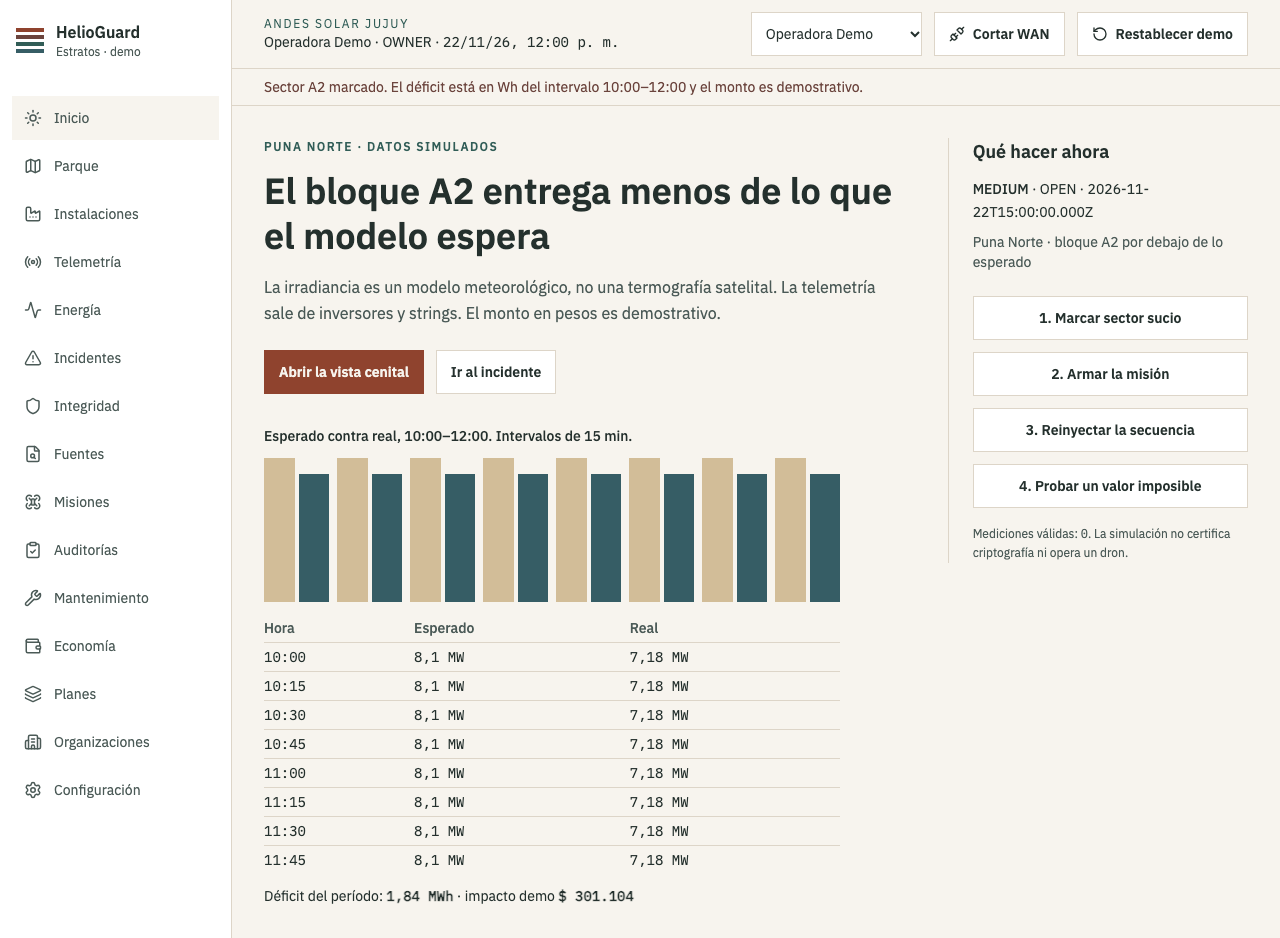 HelioGuard
Estratos · demo
Inicio
Parque
Instalaciones
Telemetría
Energía
Incidentes
Integridad
Fuentes
Misiones
Auditorías
Mantenimiento
Economía
Planes
Organizaciones
Configuración
ANDES SOLAR JUJUY
Operadora Demo · OWNER · 22/11/26, 12:00 p. m.
Operadora Demo
Cortar WAN
Restablecer demo
Sector A2 marcado. El déficit está en Wh del intervalo 10:00–12:00 y el monto es demostrativo.
PUNA NORTE · DATOS SIMULADOS
El bloque A2 entrega menos de lo que
el modelo espera
La irradiancia es un modelo meteorológico, no una termografía satelital. La telemetría
sale de inversores y strings. El monto en pesos es demostrativo.
Abrir la vista cenital
Ir al incidente
Esperado contra real, 10:00–12:00. Intervalos de 15 min.
Hora Esperado Real
10:00 8,1 MW 7,18 MW
10:15 8,1 MW 7,18 MW
10:30 8,1 MW 7,18 MW
10:45 8,1 MW 7,18 MW
11:00 8,1 MW 7,18 MW
11:15 8,1 MW 7,18 MW
11:30 8,1 MW 7,18 MW
11:45 8,1 MW 7,18 MW
Déficit del período: 1,84 MWh · impacto demo $ 301.104
Qué hacer ahora
MEDIUM · OPEN · 2026-11-
22T15:00:00.000Z
Puna Norte · bloque A2 por debajo de lo
esperado
1. Marcar sector sucio
2. Armar la misión
3. Reinyectar la secuencia
4. Probar un valor imposible
Mediciones válidas: 0. La simulación no certifica
criptografía ni opera un dron.